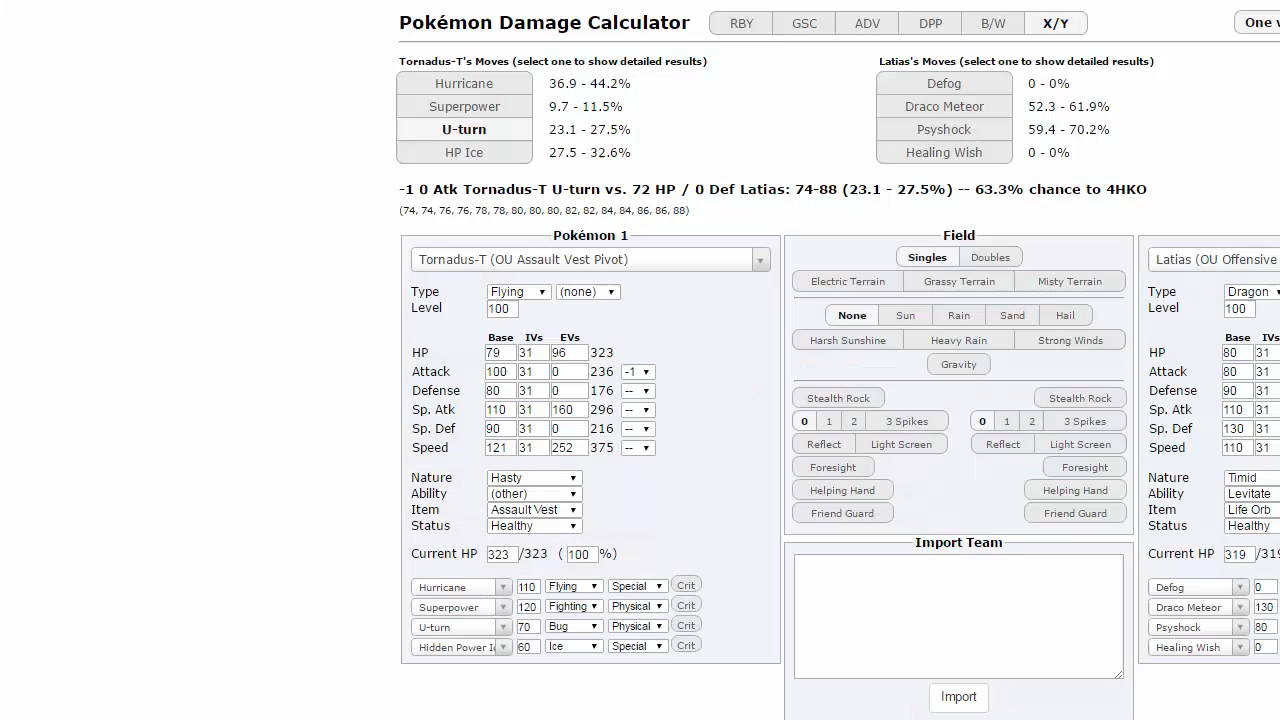 Pokémon Damage Calculator RBY GSC ADV DPP B/W X/Y One v
Tornadus-T's Moves (select one to show detailed results) Latias's Moves (select one to show detailed results)
Hurricane 36.9 - 44.2% Defog 0 - 0%
Superpower 9.7 - 11.5% Draco Meteor 52.3 - 61.9%
U-turn 23.1 - 27.5% Psyshock 59.4 - 70.2%
HP Ice 27.5 - 32.6% Healing Wish 0 - 0%
-1 0 Atk Tornadus-T U-turn vs. 72 HP / 0 Def Latias: 74-88 (23.1 - 27.5%) -- 63.3% chance to 4HKO
(74, 74, 76, 76, 78, 78, 80, 80, 80, 82, 82, 84, 84, 86, 86, 88)
Pokémon 1
Tornadus-T (OU Assault Vest Pivot)
Type Flying (none)
Level 100
Base IVs EVs
HP 79 31 96 323
Attack 100 31 0 236 -1
Defense 80 31 0 176 --
Sp. Atk 110 31 160 296 --
Sp. Def 90 31 0 216 --
Speed 121 31 252 375 --
Nature Hasty
Ability (other)
Item Assault Vest
Status Healthy
Current HP 323/323 (100%)
Hurricane 110 Flying Special Crit
Superpower 120 Fighting Physical Crit
U-turn 70 Bug Physical Crit
Hidden Power I 60 Ice Special Crit
Field
Singles Doubles
Electric Terrain Grassy Terrain Misty Terrain
None Sun Rain Sand Hail
Harsh Sunshine Heavy Rain Strong Winds
Gravity
Stealth Rock Stealth Rock
0 1 2 3 Spikes 0 1 2 3 Spikes
Reflect Light Screen Reflect Light Screen
Foresight Foresight
Helping Hand Helping Hand
Friend Guard Friend Guard
Import Team
Import
Latias (OU Offensive
Type Dragon
Level 100
Base IVs
HP 80 31
Attack 80 31
Defense 90 31
Sp. Atk 110 31
Sp. Def 130 31
Speed 110 31
Nature Timid
Ability Levitate
Item Life Orb
Status Healthy
Current HP 319/319
Defog 0
Draco Meteor 130
Psyshock 80
Healing Wish 0